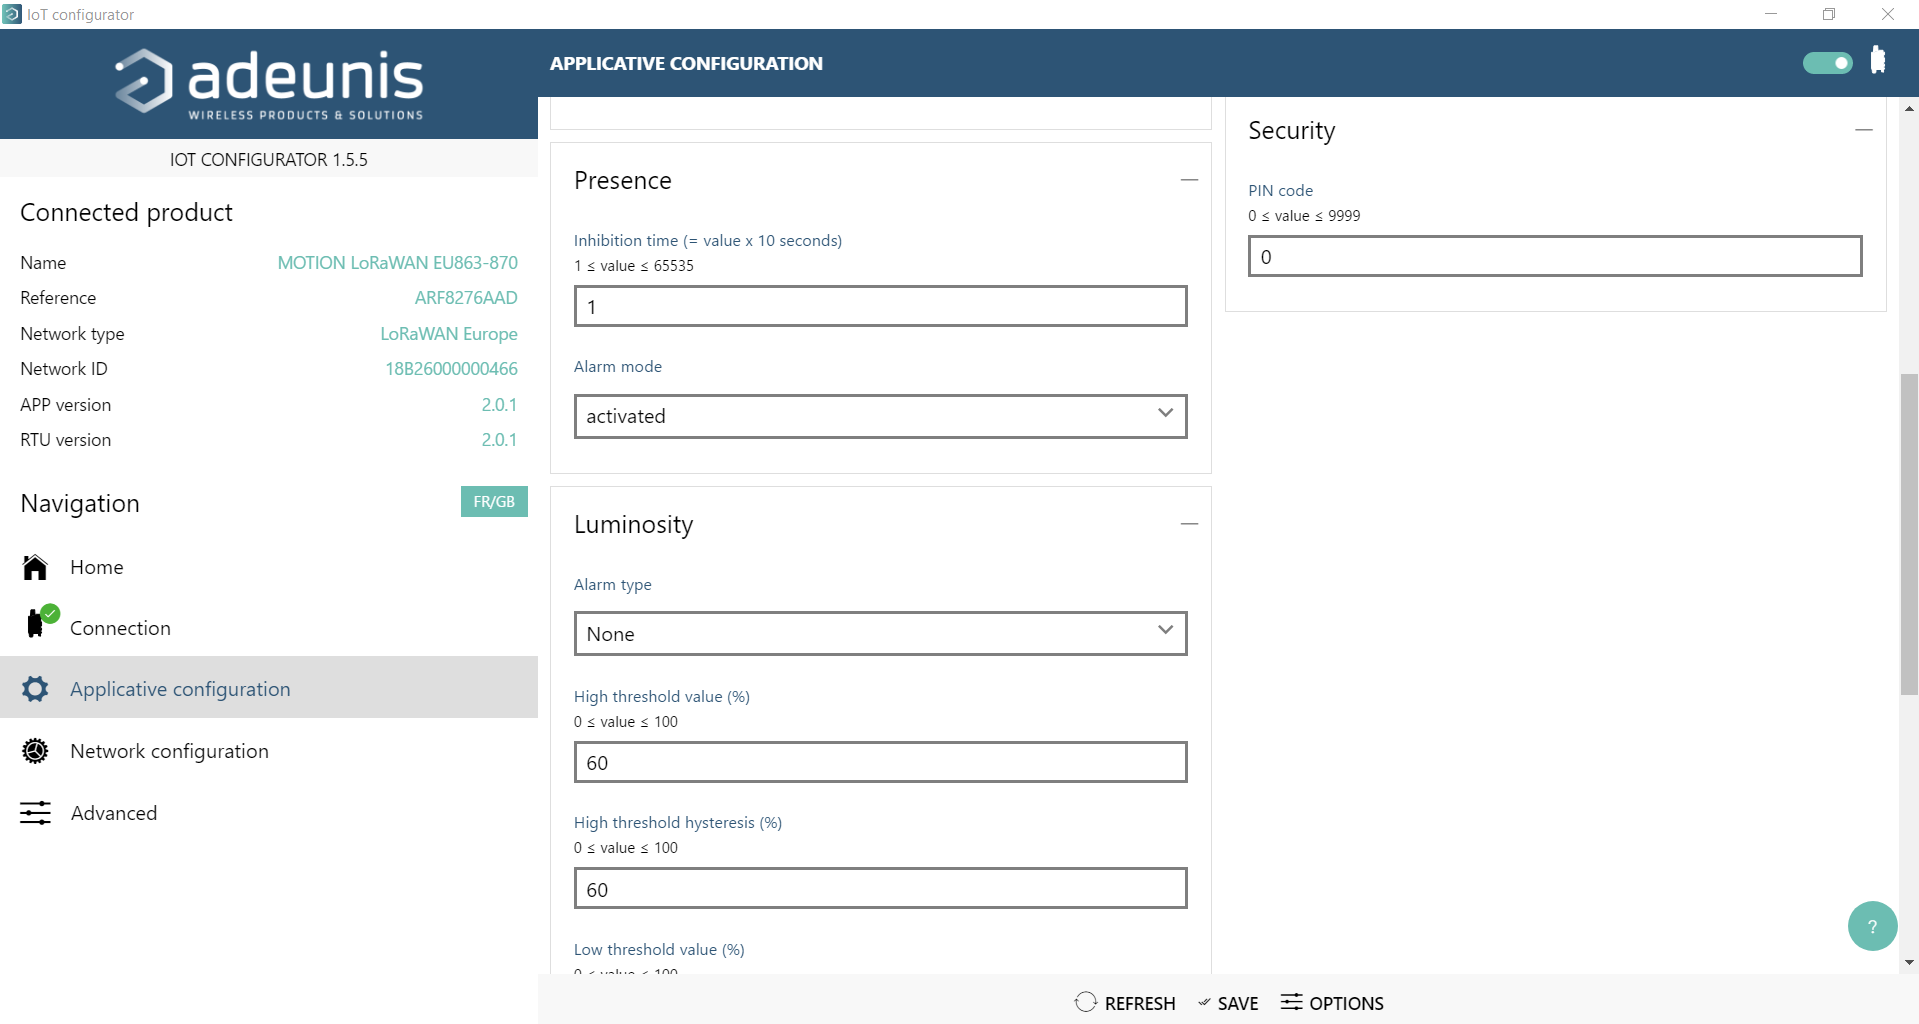 IoT configurator
adeunis
WIRELESS PRODUCTS & SOLUTIONS
IOT CONFIGURATOR 1.5.5
Connected product
Name MOTION LoRaWAN EU863-870
Reference ARF8276AAD
Network type LoRaWAN Europe
Network ID 18B26000000466
APP version 2.0.1
RTU version 2.0.1
Navigation FR/GB
Home
Connection
Applicative configuration
Network configuration
Advanced
APPLICATIVE CONFIGURATION
Presence
Inhibition time (= value x 10 seconds)
1 ≤ value ≤ 65535
1
Alarm mode
activated
Luminosity
Alarm type
None
High threshold value (%)
0 ≤ value ≤ 100
60
High threshold hysteresis (%)
0 ≤ value ≤ 100
60
Low threshold value (%)
0 ≤ value ≤ 100
Security
PIN code
0 ≤ value ≤ 9999
0
?
REFRESH SAVE OPTIONS